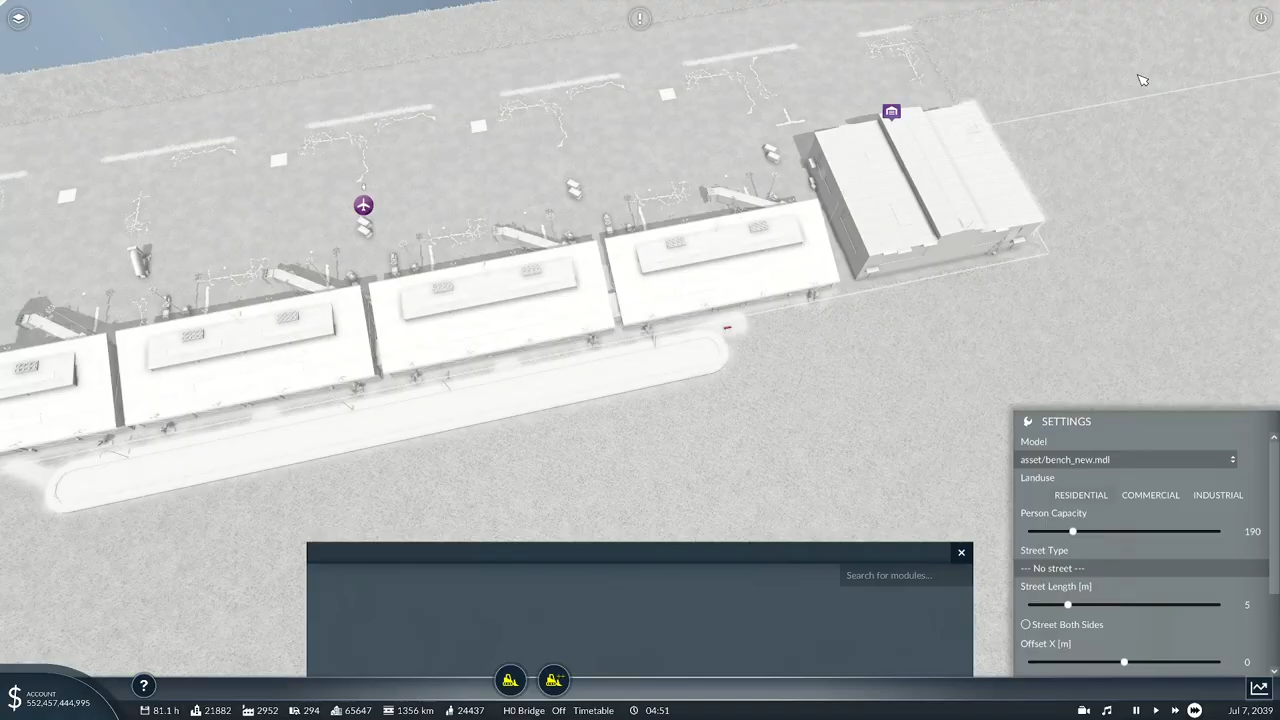 SETTINGS
Model
asset/bench_new.mdl
Landuse
RESIDENTIAL COMMERCIAL INDUSTRIAL
Person Capacity
190
Street Type
--- No street ---
Street Length [m]
5
Street Both Sides
Offset X [m]
0
Search for modules...
?
$ ACCOUNT
552,457,444,995
81.1 h 21882 2952 294 65647 1356 km 24437 H0 Bridge Off Timetable 04:51 Jul 7, 2039